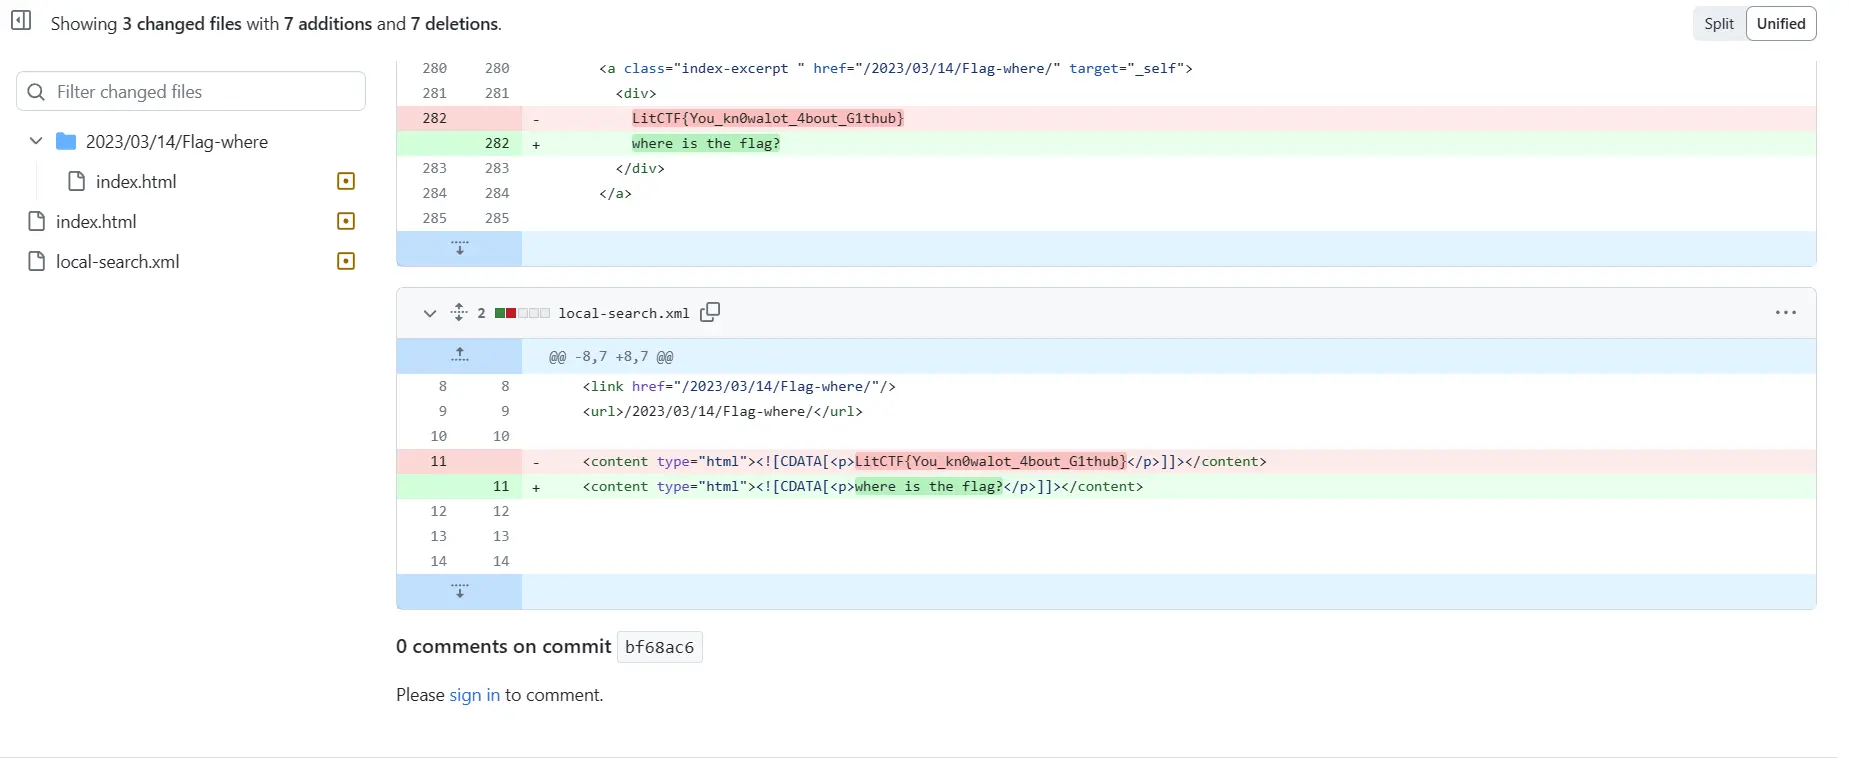 Showing 3 changed files with 7 additions and 7 deletions.
Split Unified
Filter changed files
2023/03/14/Flag-where
index.html
index.html
local-search.xml
280 280 <a class="index-excerpt " href="/2023/03/14/Flag-where/" target="_self">
281 281 <div>
282 - LitCTF{You_kn0walot_4bout_G1thub}
282 + where is the flag?
283 283 </div>
284 284 </a>
285 285
2 local-search.xml
@@ -8,7 +8,7 @@
8 8 <link href="/2023/03/14/Flag-where/"/>
9 9 <url>/2023/03/14/Flag-where/</url>
10 10
11 - <content type="html"><![CDATA[<p>LitCTF{You_kn0walot_4bout_G1thub}</p>]]></content>
11 + <content type="html"><![CDATA[<p>where is the flag?</p>]]></content>
12 12
13 13
14 14
0 comments on commit bf68ac6
Please sign in to comment.